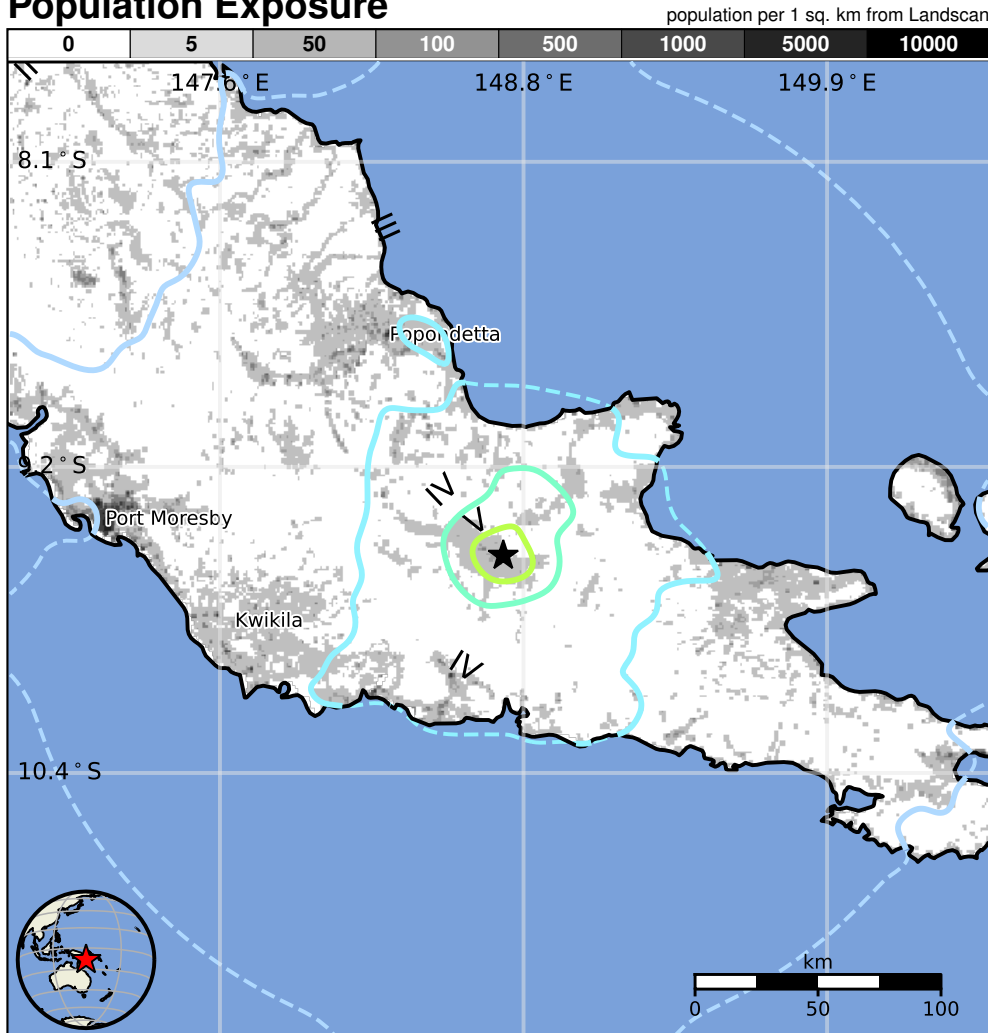 Population Exposure
population per 1 sq. km from Landscan
0 5 50 100 500 1000 5000 10000
147.6°E 148.8°E 149.9°E
8.1°S
III
Popondetta
9.2°S
IV
V
Port Moresby
Kwikila
IV
10.4°S
km
0 50 100